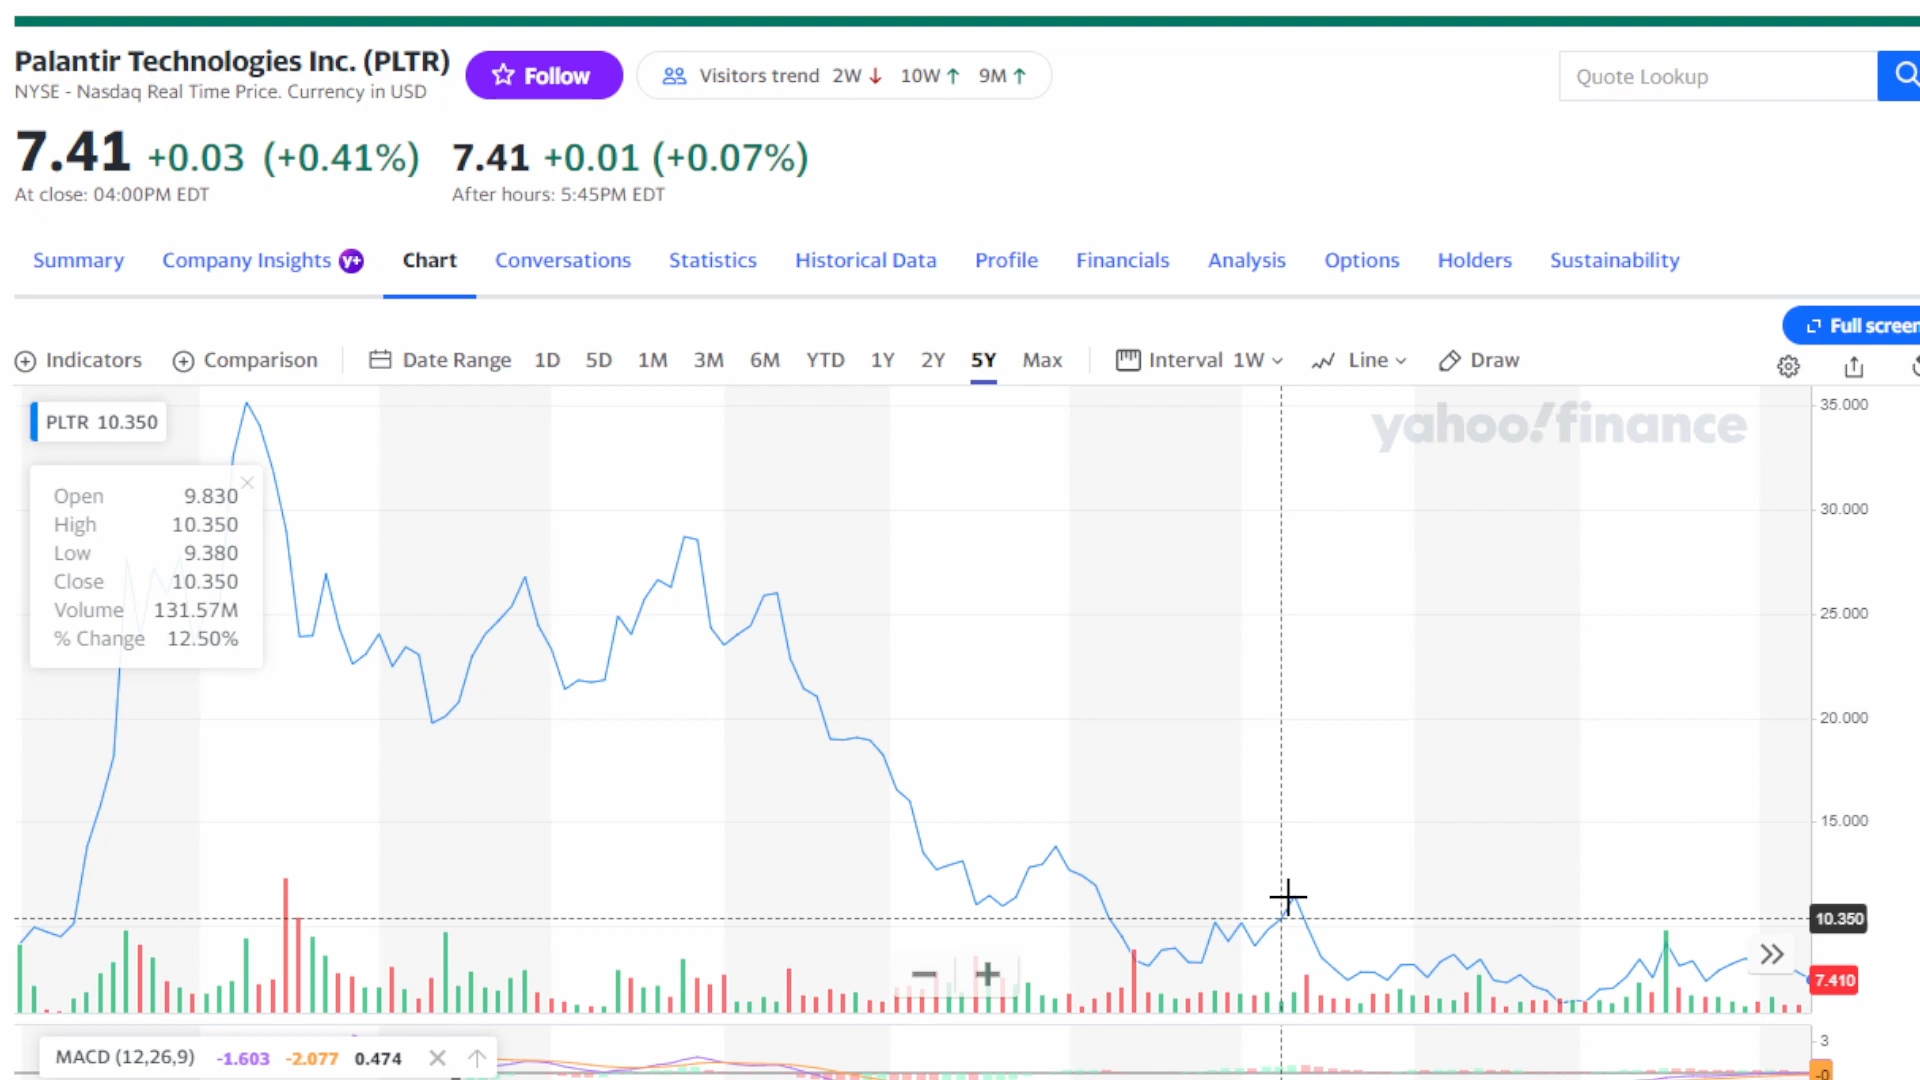 Palantir Technologies Inc. (PLTR)
Follow
Visitors trend 2W↓ 10W↑ 9M↑
Quote Lookup
NYSE - Nasdaq Real Time Price. Currency in USD
7.41 +0.03 (+0.41%) 7.41 +0.01 (+0.07%)
At close: 04:00PM EDT After hours: 5:45PM EDT
Summary Company Insights Y+ Chart Conversations Statistics Historical Data Profile Financials Analysis Options Holders Sustainability
Full screen
Indicators Comparison Date Range 1D 5D 1M 3M 6M YTD 1Y 2Y 5Y Max Interval 1W Line Draw
PLTR 10.350
yahoo!finance
Open 9.830
High 10.350
Low 9.380
Close 10.350
Volume 131.57M
% Change 12.50%
35.000
30.000
25.000
20.000
15.000
10.350
7.410
MACD (12,26,9) -1.603 -2.077 0.474
3
-0